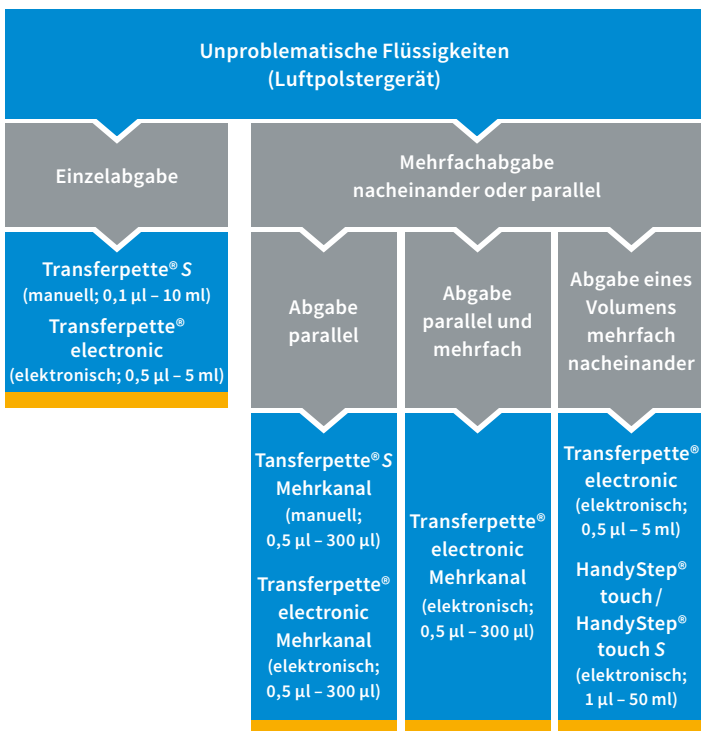 Unproblematische Flüssigkeiten
(Luftpolstergerät)
Einzelabgabe
Mehrfachabgabe
nacheinander oder parallel
Transferpette® S
(manuell; 0,1 µl – 10 ml)
Transferpette®
electronic
(elektronisch; 0,5 µl – 5 ml)
Abgabe
parallel
Abgabe
parallel und
mehrfach
Abgabe eines
Volumens
mehrfach
nacheinander
Tansferpette® S
Mehrkanal
(manuell;
0,5 µl – 300 µl)
Transferpette®
electronic
Mehrkanal
(elektronisch;
0,5 µl – 300 µl)
Transferpette®
electronic
Mehrkanal
(elektronisch;
0,5 µl – 300 µl)
Transferpette®
electronic
(elektronisch;
0,5 µl – 5 ml)
HandyStep®
touch /
HandyStep®
touch S
(elektronisch;
1 µl – 50 ml)